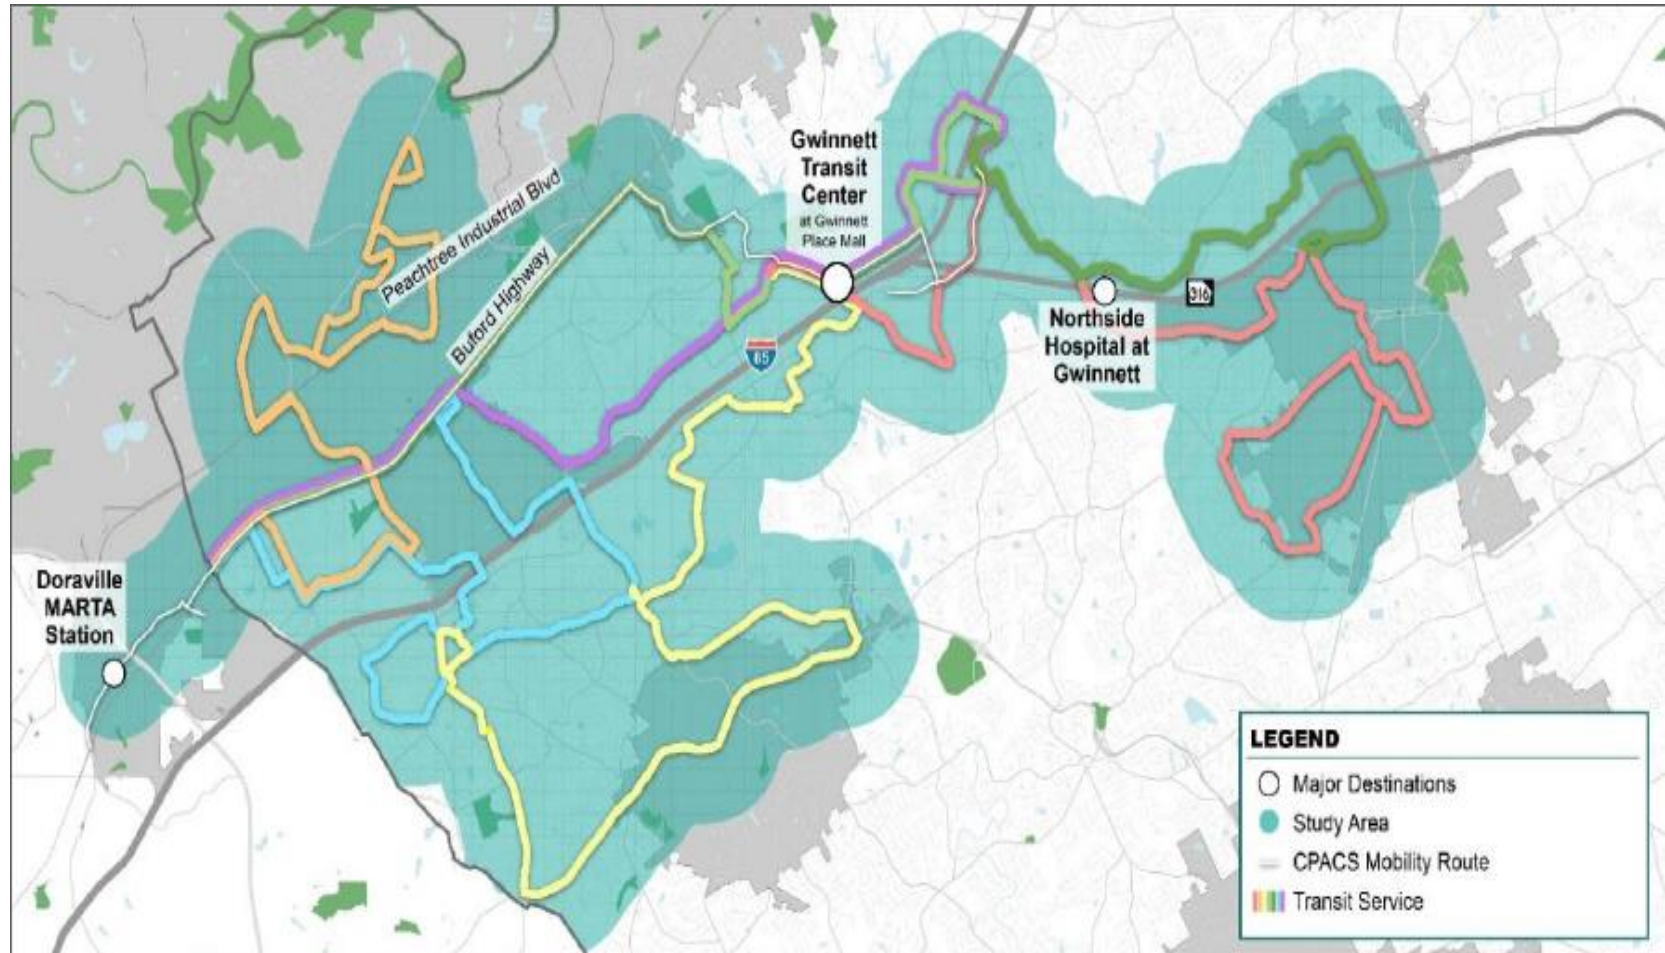 Gwinnett
Transit
Center
at Gwinnett
Place Mall
Peachtree Industrial Blvd
Buford Highway
85
316
Northside
Hospital at
Gwinnett
Doraville
MARTA
Station
LEGEND
Major Destinations
Study Area
CPACS Mobility Route
Transit Service